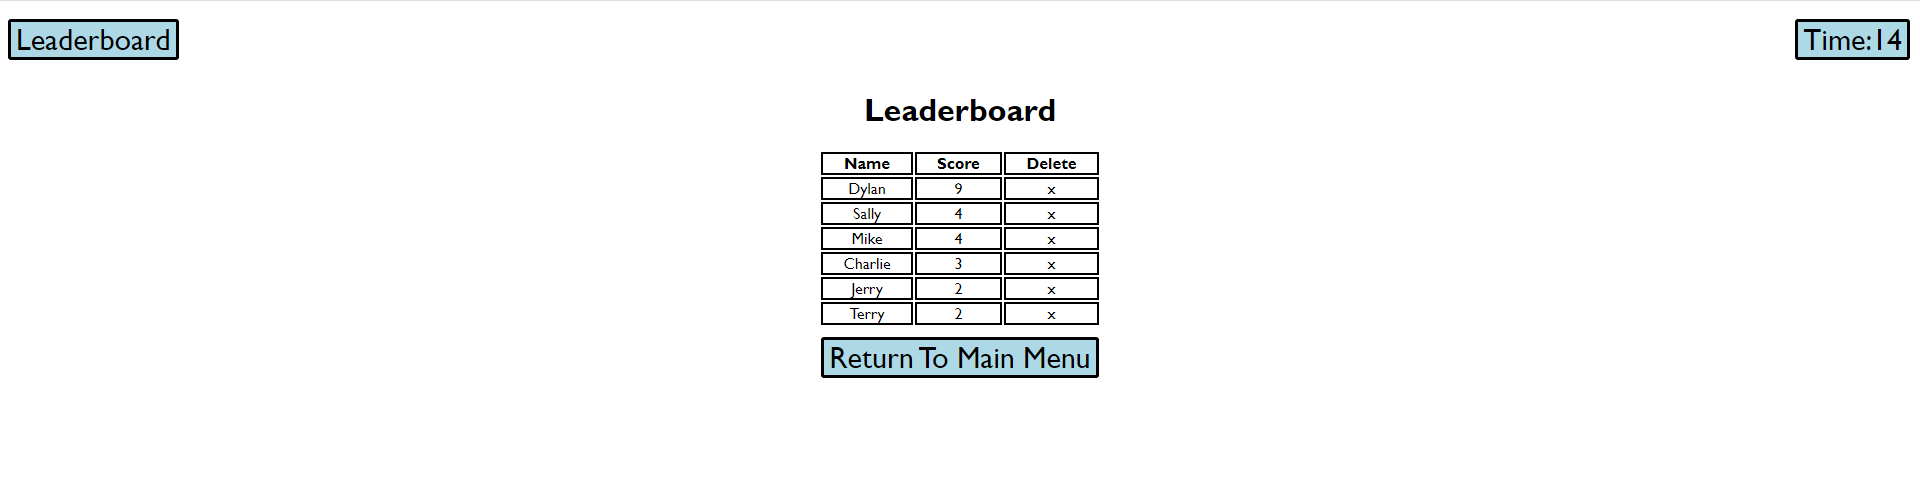 Leaderboard Time:14
Leaderboard
Name Score Delete
Dylan 9 x
Sally 4 x
Mike 4 x
Charlie 3 x
Jerry 2 x
Terry 2 x
Return To Main Menu